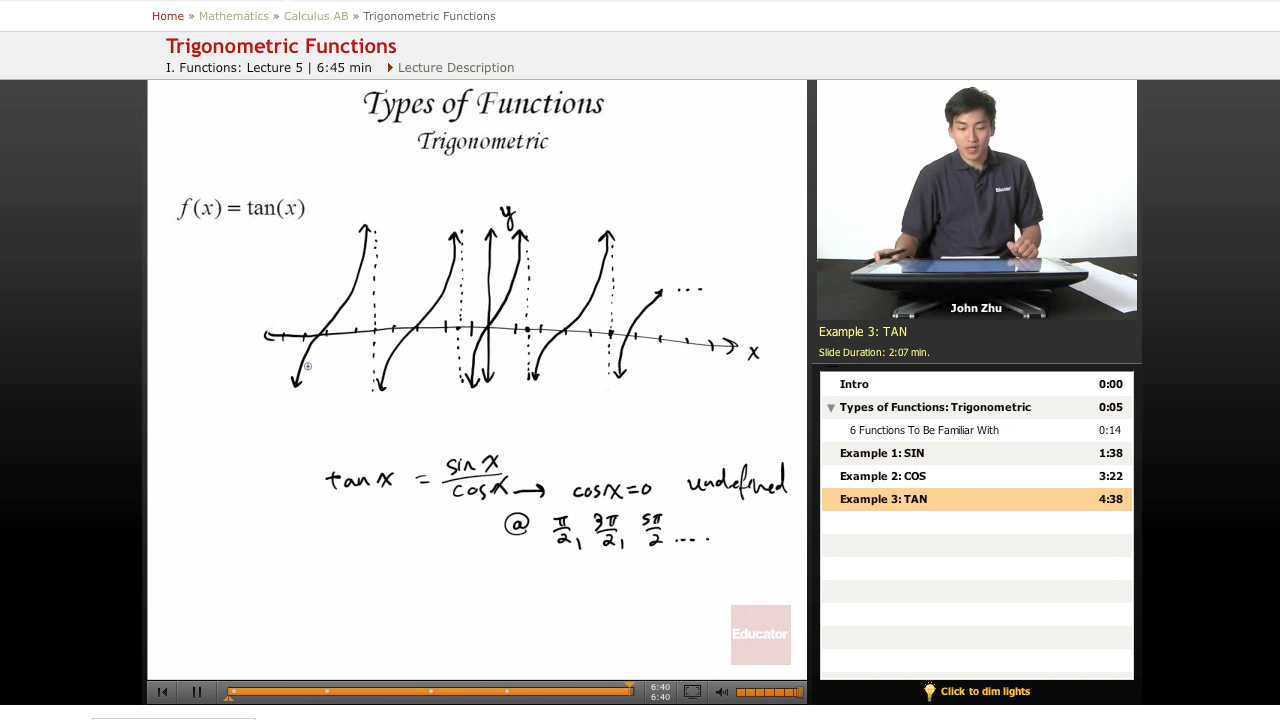 Home » Mathematics » Calculus AB » Trigonometric Functions
Trigonometric Functions
I. Functions: Lecture 5 | 6:45 min Lecture Description
Types of Functions
Trigonometric
f(x) = tan(x)
y
...
x
tan x = sin x / cos x → cos x = 0 undefined
@ π/2, 3π/2, 5π/2 ....
Educator
6:40
6:40
Educator
John Zhu
Example 3: TAN
Slide Duration: 2:07 min.
Intro 0:00
Types of Functions: Trigonometric 0:05
6 Functions To Be Familiar With 0:14
Example 1: SIN 1:38
Example 2: COS 3:22
Example 3: TAN 4:38
Click to dim lights